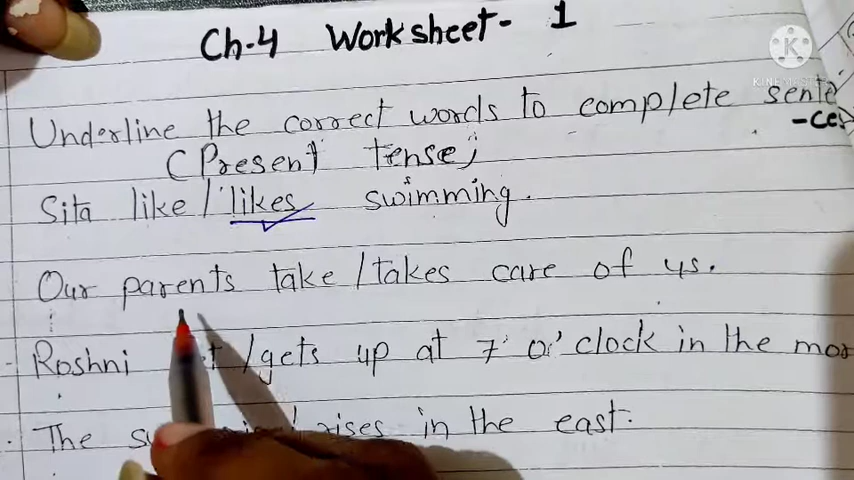 Ch-4 Worksheet- 1
KINEMASTER
Underline the correct words to complete senten
-ces
(Present tense)
Sita like/likes swimming.
Our parents take/takes care of us.
Roshni /gets up at 7 o'clock in the mor
The rises in the east.